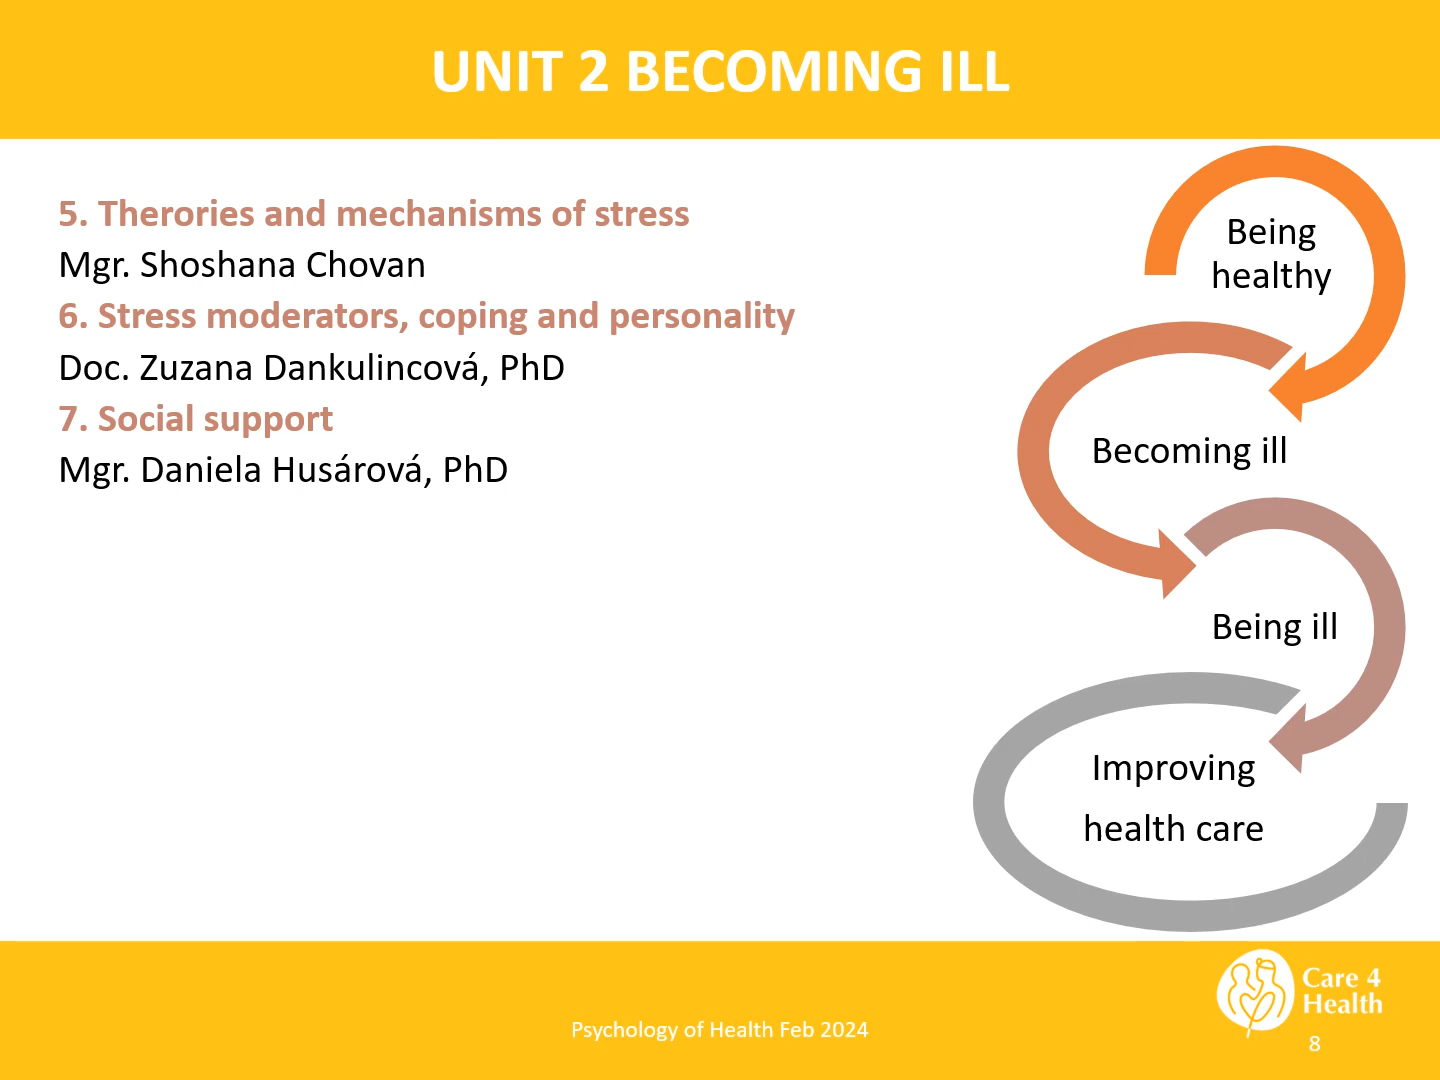 UNIT 2 BECOMING ILL
5. Therories and mechanisms of stress
Mgr. Shoshana Chovan
6. Stress moderators, coping and personality
Doc. Zuzana Dankulincová, PhD
7. Social support
Mgr. Daniela Husárová, PhD
Being
healthy
Becoming ill
Being ill
Improving
health care
Care 4
Health
Psychology of Health Feb 2024
8